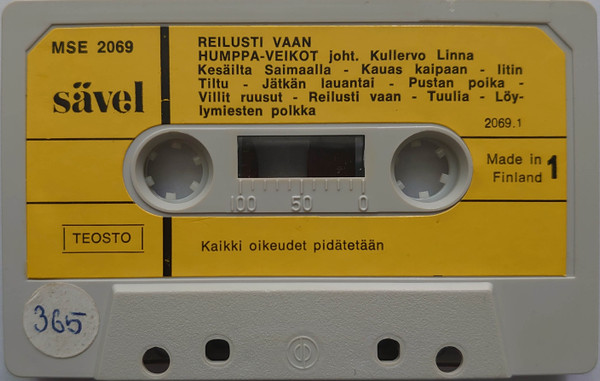 MSE 2069
sävel
REILUSTI VAAN
HUMPPA-VEIKOT joht. Kullervo Linna
Kesäilta Saimaalla - Kauas kaipaan - Iitin
Tiltu - Jätkän lauantai - Pustan poika -
Villit ruusut - Reilusti vaan - Tuulia - Löy-
lymiesten polkka
2069.1
Made in
Finland
1
100 50 0
TEOSTO
Kaikki oikeudet pidätetään
365